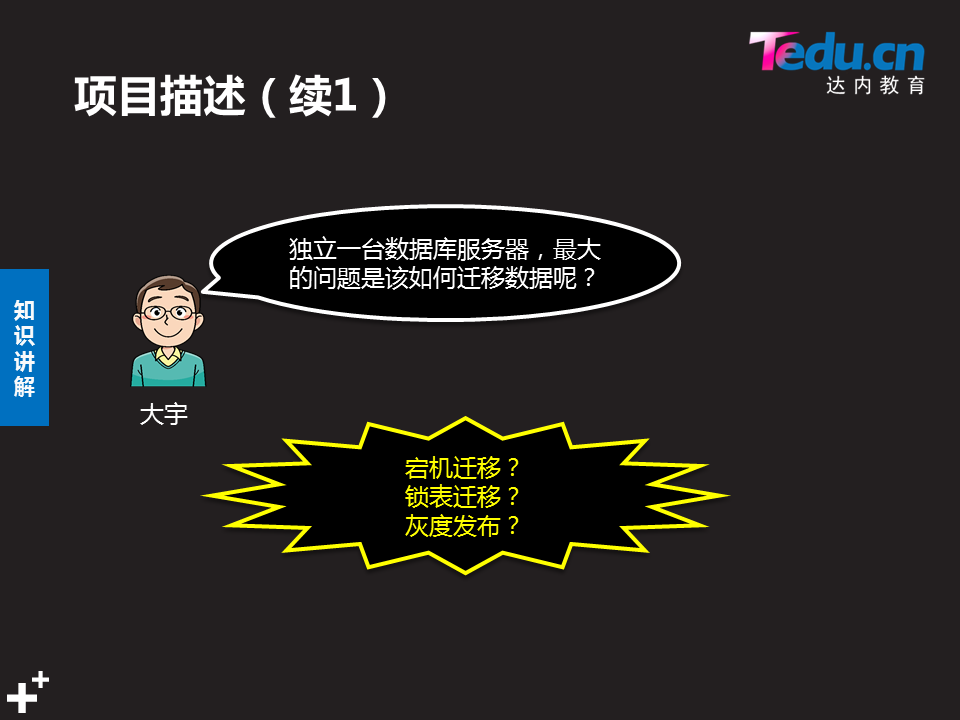 Tedu.cn
达内教育
项目描述（续1）
独立一台数据库服务器，最大
的问题是该如何迁移数据呢？
知识讲解
大宇
宕机迁移？
锁表迁移？
灰度发布？